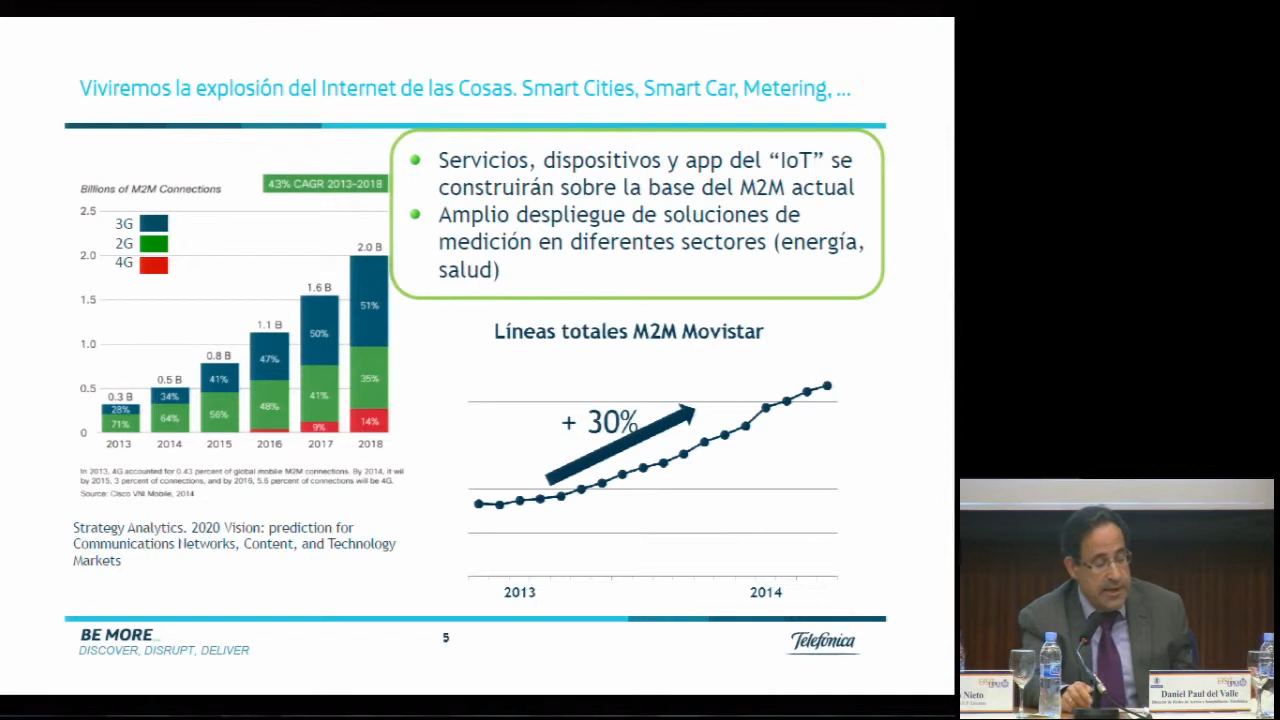 Viviremos la explosión del Internet de las Cosas. Smart Cities, Smart Car, Metering, ...
Servicios, dispositivos y app del “IoT” se
construirán sobre la base del M2M actual
Amplio despliegue de soluciones de
medición en diferentes sectores (energía,
salud)
Billions of M2M Connections
43% CAGR 2013–2018
3G
2G
4G
2.5
2.0
1.5
1.0
0.5
0
0.3 B
0.5 B
0.8 B
1.1 B
1.6 B
2.0 B
28%
71%
34%
64%
41%
56%
47%
48%
50%
41%
9%
51%
35%
14%
2013 2014 2015 2016 2017 2018
In 2013, 4G accounted for 0.43 percent of global mobile M2M connections. By 2014, it wil
by 2015, 3 percent of connections, and by 2016, 5.6 percent of connections will be 4G.
Source: Cisco VNI Mobile, 2014
Strategy Analytics. 2020 Vision: prediction for
Communications Networks, Content, and Technology
Markets
Líneas totales M2M Movistar
+ 30%
2013 2014
BE MORE_
DISCOVER, DISRUPT, DELIVER
5
Telefónica
Nieto
Daniel Paul del Valle